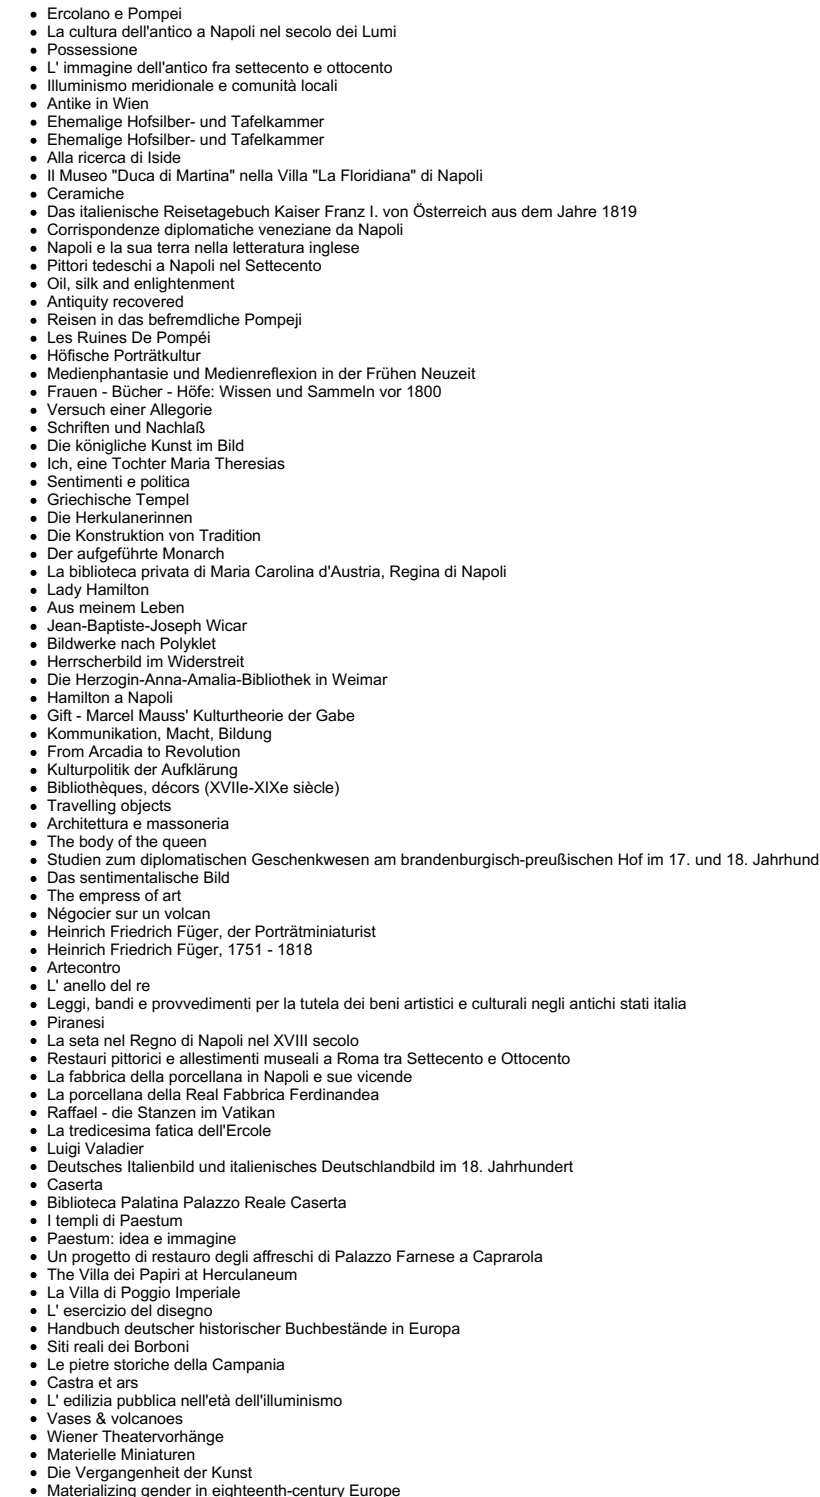 • Ercolano e Pompei
• La cultura dell'antico a Napoli nel secolo dei Lumi
• Possessione
• L' immagine dell'antico fra settecento e ottocento
• Illuminismo meridionale e comunità locali
• Antike in Wien
• Ehemalige Hofsilber- und Tafelkammer
• Ehemalige Hofsilber- und Tafelkammer
• Alla ricerca di Iside
• Il Museo "Duca di Martina" nella Villa "La Floridiana" di Napoli
• Ceramiche
• Das italienische Reisetagebuch Kaiser Franz I. von Österreich aus dem Jahre 1819
• Corrispondenze diplomatiche veneziane da Napoli
• Napoli e la sua terra nella letteratura inglese
• Pittori tedeschi a Napoli nel Settecento
• Oil, silk and enlightenment
• Antiquity recovered
• Reisen in das befremdliche Pompeji
• Les Ruines De Pompéi
• Höfische Porträtkultur
• Medienphantasie und Medienreflexion in der Frühen Neuzeit
• Frauen - Bücher - Höfe: Wissen und Sammeln vor 1800
• Versuch einer Allegorie
• Schriften und Nachlaß
• Die königliche Kunst im Bild
• Ich, eine Tochter Maria Theresias
• Sentimenti e politica
• Griechische Tempel
• Die Herkulanerinnen
• Die Konstruktion von Tradition
• Der aufgeführte Monarch
• La biblioteca privata di Maria Carolina d'Austria, Regina di Napoli
• Lady Hamilton
• Aus meinem Leben
• Jean-Baptiste-Joseph Wicar
• Bildwerke nach Polyklet
• Herrscherbild im Widerstreit
• Die Herzogin-Anna-Amalia-Bibliothek in Weimar
• Hamilton a Napoli
• Gift - Marcel Mauss' Kulturtheorie der Gabe
• Kommunikation, Macht, Bildung
• From Arcadia to Revolution
• Kulturpolitik der Aufklärung
• Bibliothèques, décors (XVIIe-XIXe siècle)
• Travelling objects
• Architettura e massoneria
• The body of the queen
• Studien zum diplomatischen Geschenkwesen am brandenburgisch-preußischen Hof im 17. und 18. Jahrhund
• Das sentimentalische Bild
• The empress of art
• Négocier sur un volcan
• Heinrich Friedrich Füger, der Porträtminiaturist
• Heinrich Friedrich Füger, 1751 - 1818
• Artecontro
• L' anello del re
• Leggi, bandi e provvedimenti per la tutela dei beni artistici e culturali negli antichi stati italia
• Piranesi
• La seta nel Regno di Napoli nel XVIII secolo
• Restauri pittorici e allestimenti museali a Roma tra Settecento e Ottocento
• La fabbrica della porcellana in Napoli e sue vicende
• La porcellana della Real Fabbrica Ferdinandea
• Raffael - die Stanzen im Vatikan
• La tredicesima fatica dell'Ercole
• Luigi Valadier
• Deutsches Italienbild und italienisches Deutschlandbild im 18. Jahrhundert
• Caserta
• Biblioteca Palatina Palazzo Reale Caserta
• I templi di Paestum
• Paestum: idea e immagine
• Un progetto di restauro degli affreschi di Palazzo Farnese a Caprarola
• The Villa dei Papiri at Herculaneum
• La Villa di Poggio Imperiale
• L' esercizio del disegno
• Handbuch deutscher historischer Buchbestände in Europa
• Siti reali dei Borboni
• Le pietre storiche della Campania
• Castra et ars
• L' edilizia pubblica nell'età dell'illuminismo
• Vases & volcanoes
• Wiener Theatervorhänge
• Materielle Miniaturen
• Die Vergangenheit der Kunst
• Materializing gender in eighteenth-century Europe